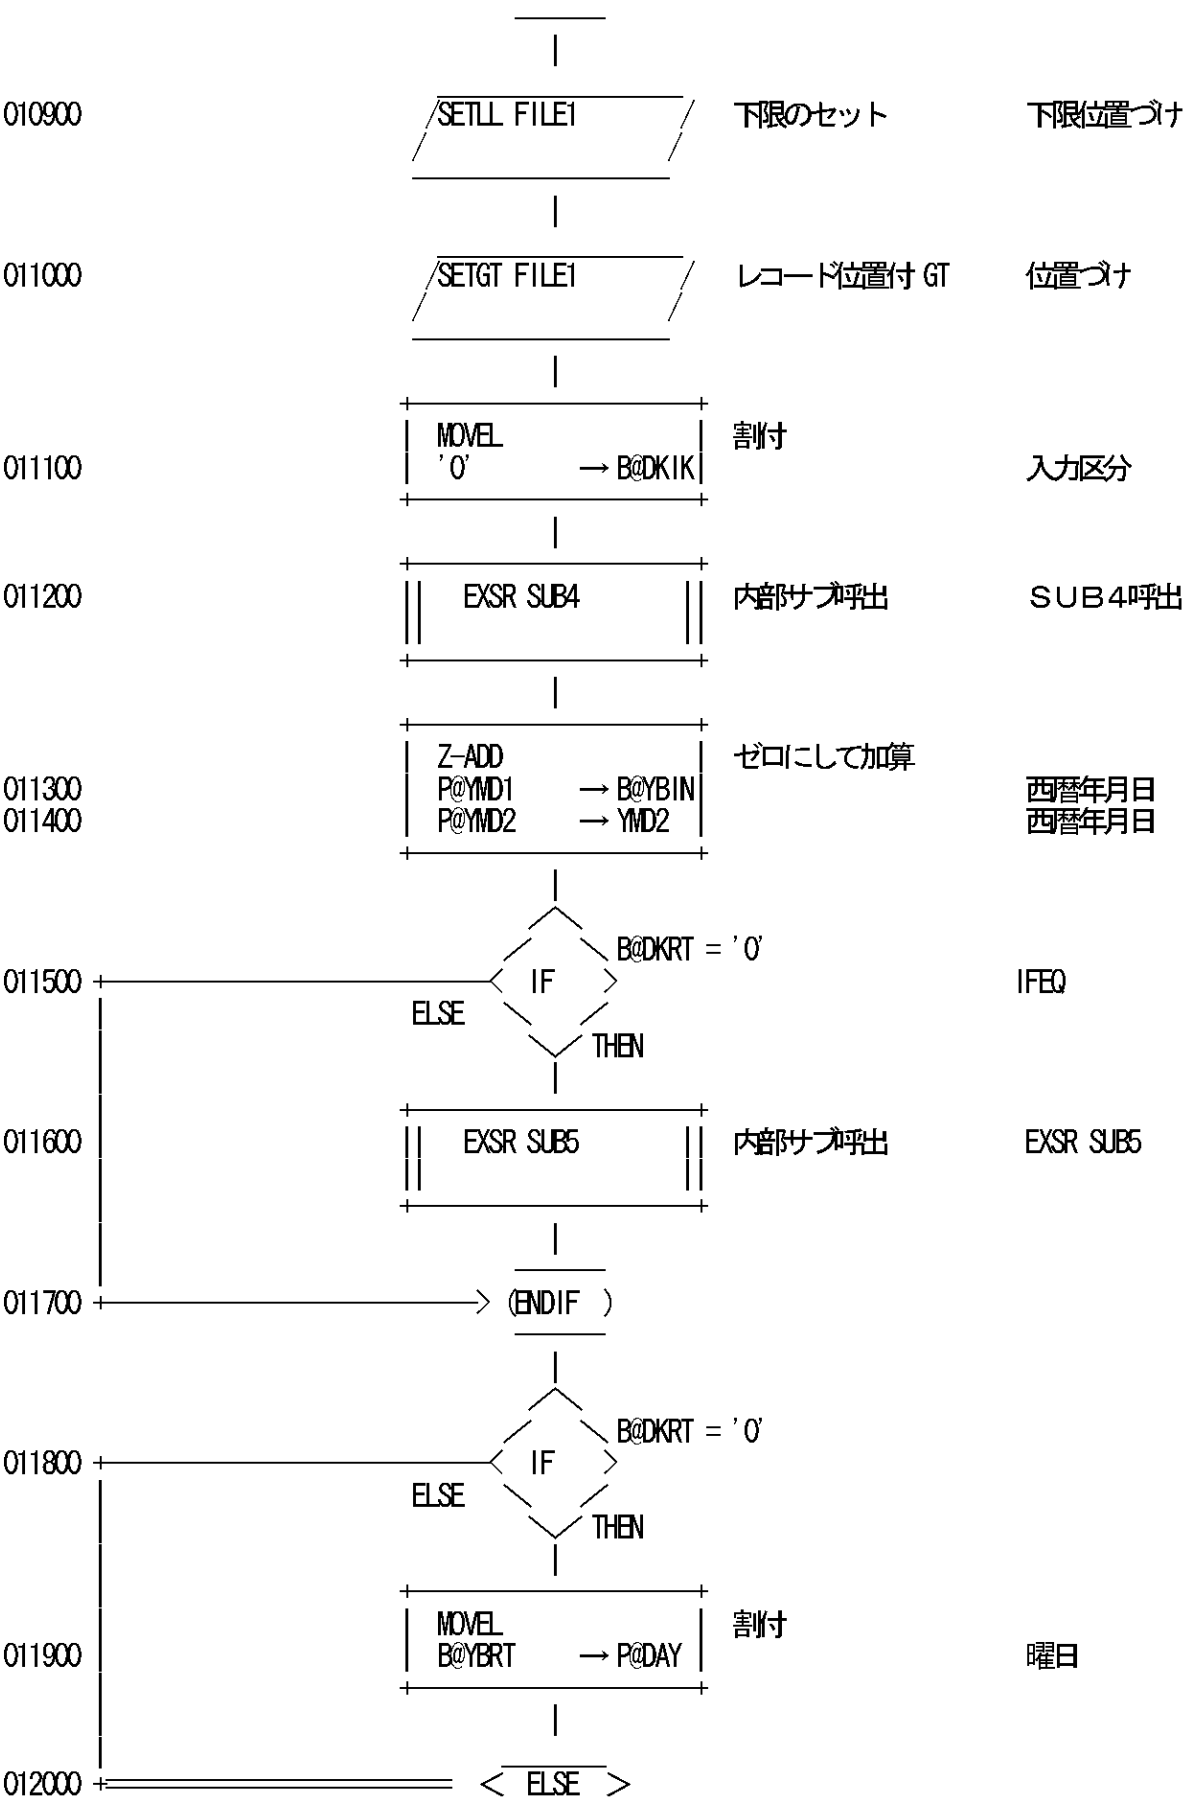 010900 SETLL FILE1 下限のセット 下限位置づけ
011000 SETGT FILE1 レコード位置付 GT 位置づけ
MOVEL 割付
011100 '0' → B@DKIK 入力区分
011200 EXSR SUB4 内部サブ呼出 ＳＵＢ４呼出
Z-ADD ゼロにして加算
011300 P@YMD1 → B@YBIN 西暦年月日
011400 P@YMD2 → YMD2 西暦年月日
B@DKRT = '0'
011500 IF IFEQ
ELSE
THEN
011600 EXSR SUB5 内部サブ呼出 EXSR SUB5
011700 (ENDIF )
B@DKRT = '0'
011800 IF
ELSE
THEN
MOVEL 割付
011900 B@YBRT → P@DAY 曜日
012000 < ELSE >